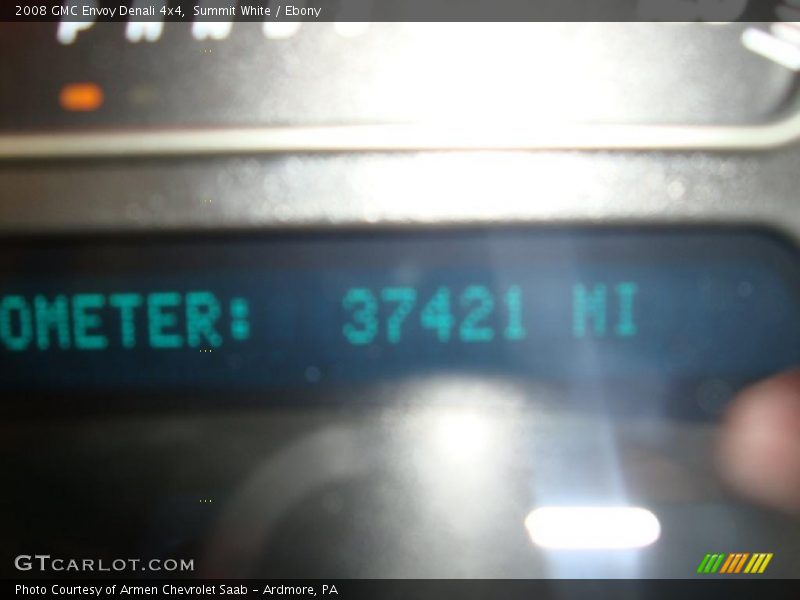 2008 GMC Envoy Denali 4x4, Summit White / Ebony
OMETER: 37421 MI
GTCARLOT.COM
Photo Courtesy of Armen Chevrolet Saab - Ardmore, PA